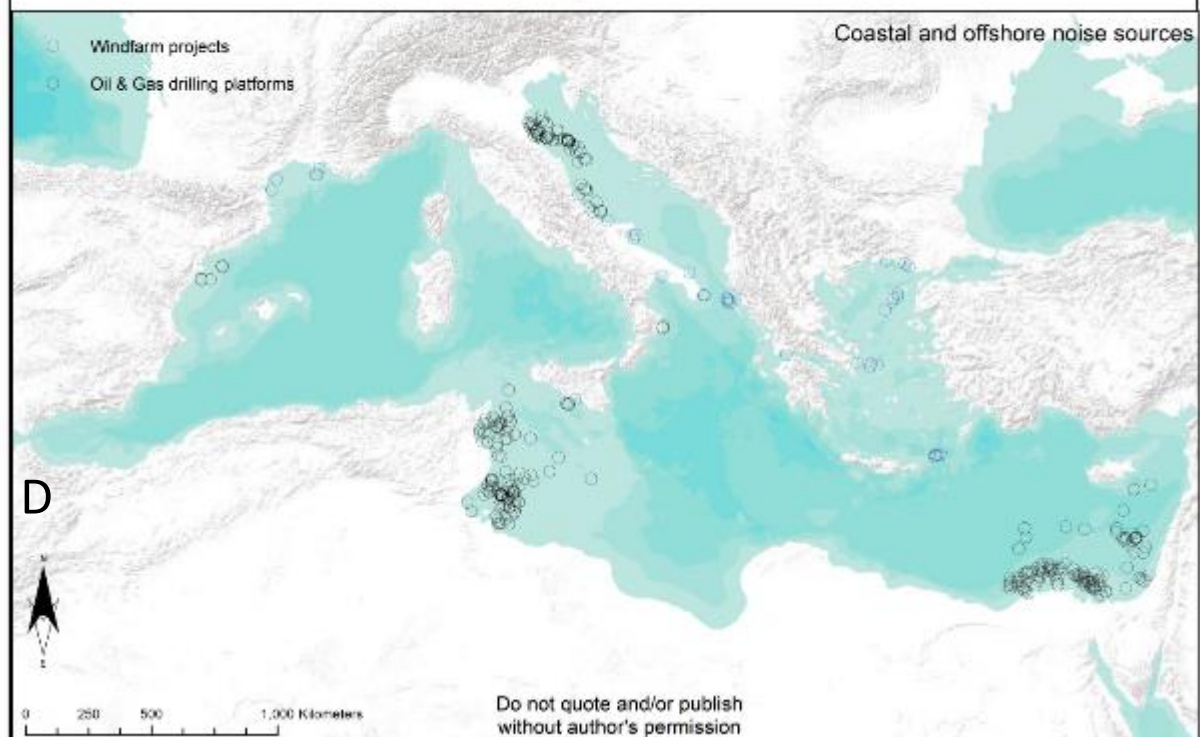 Coastal and offshore noise sources
Windfarm projects
Oil & Gas drilling platforms
D
N
0 250 500 1,000 Kilometers
Do not quote and/or publish
without author's permission